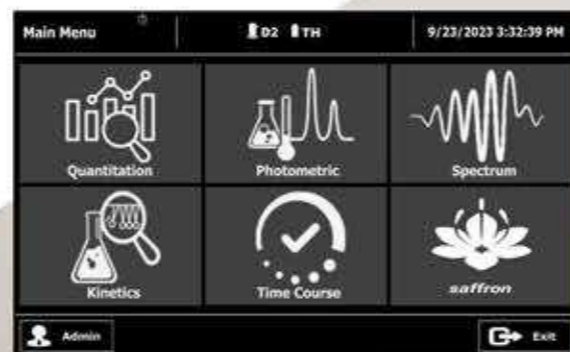 Main Menu D2 TH 9/23/2023 3:32:39 PM
Quantitation Photometric Spectrum
Kinetics Time Course saffron
Admin Exit